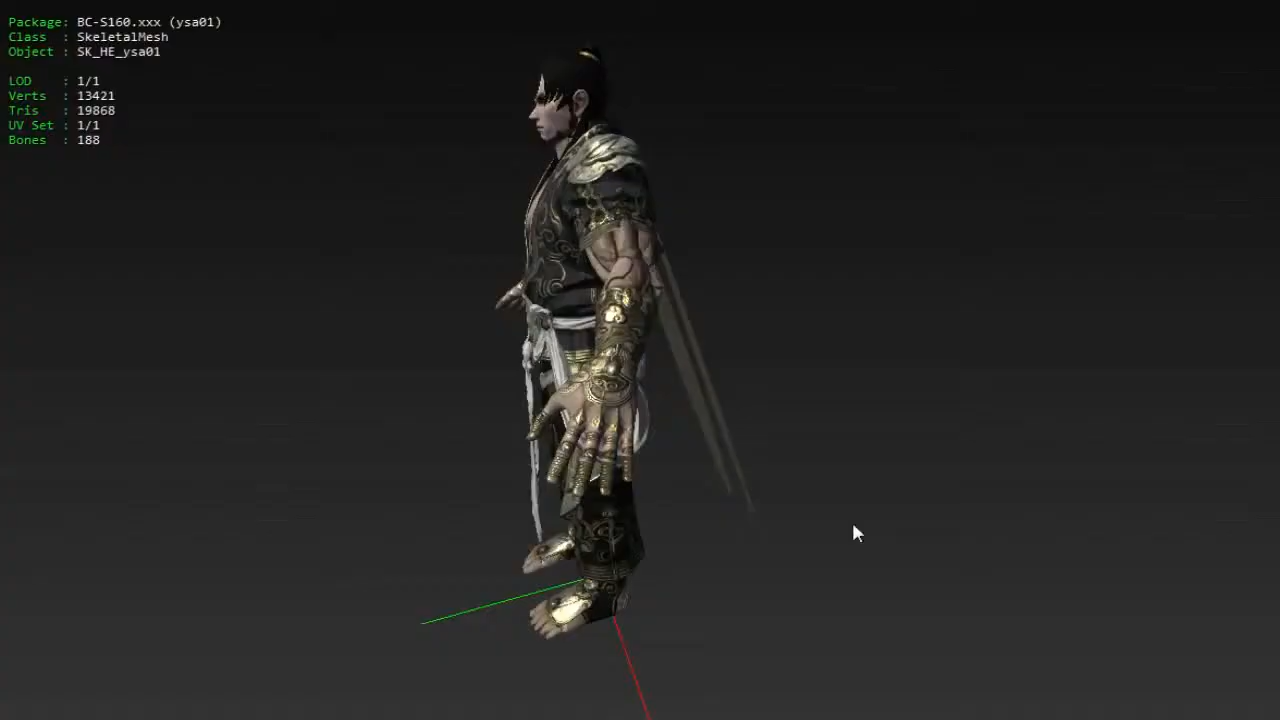 Package: BC-S160.xxx (ysa01)
Class : SkeletalMesh
Object : SK_HE_ysa01
LOD : 1/1
Verts : 13421
Tris : 19868
UV Set : 1/1
Bones : 188